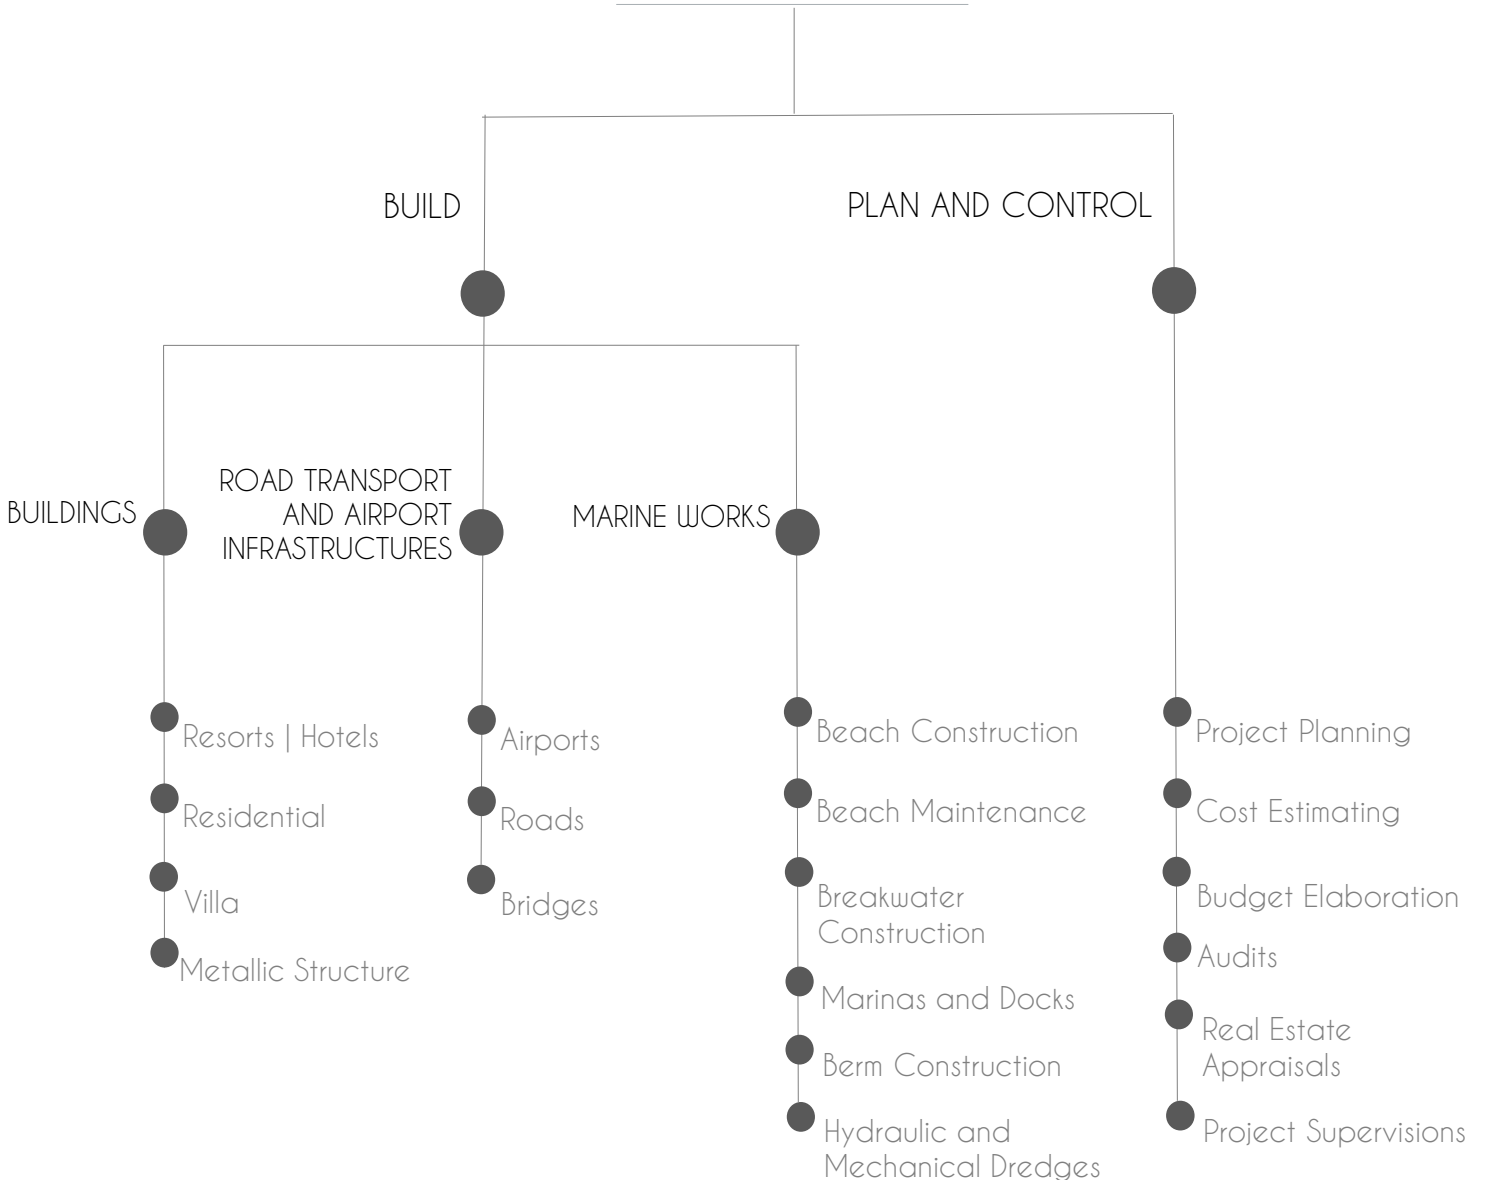 BUILD
PLAN AND CONTROL
BUILDINGS
ROAD TRANSPORT
AND AIRPORT
INFRASTRUCTURES
MARINE WORKS
Resorts | Hotels
Residential
Villa
Metallic Structure
Airports
Roads
Bridges
Beach Construction
Beach Maintenance
Breakwater
Construction
Marinas and Docks
Berm Construction
Hydraulic and
Mechanical Dredges
Project Planning
Cost Estimating
Budget Elaboration
Audits
Real Estate
Appraisals
Project Supervisions